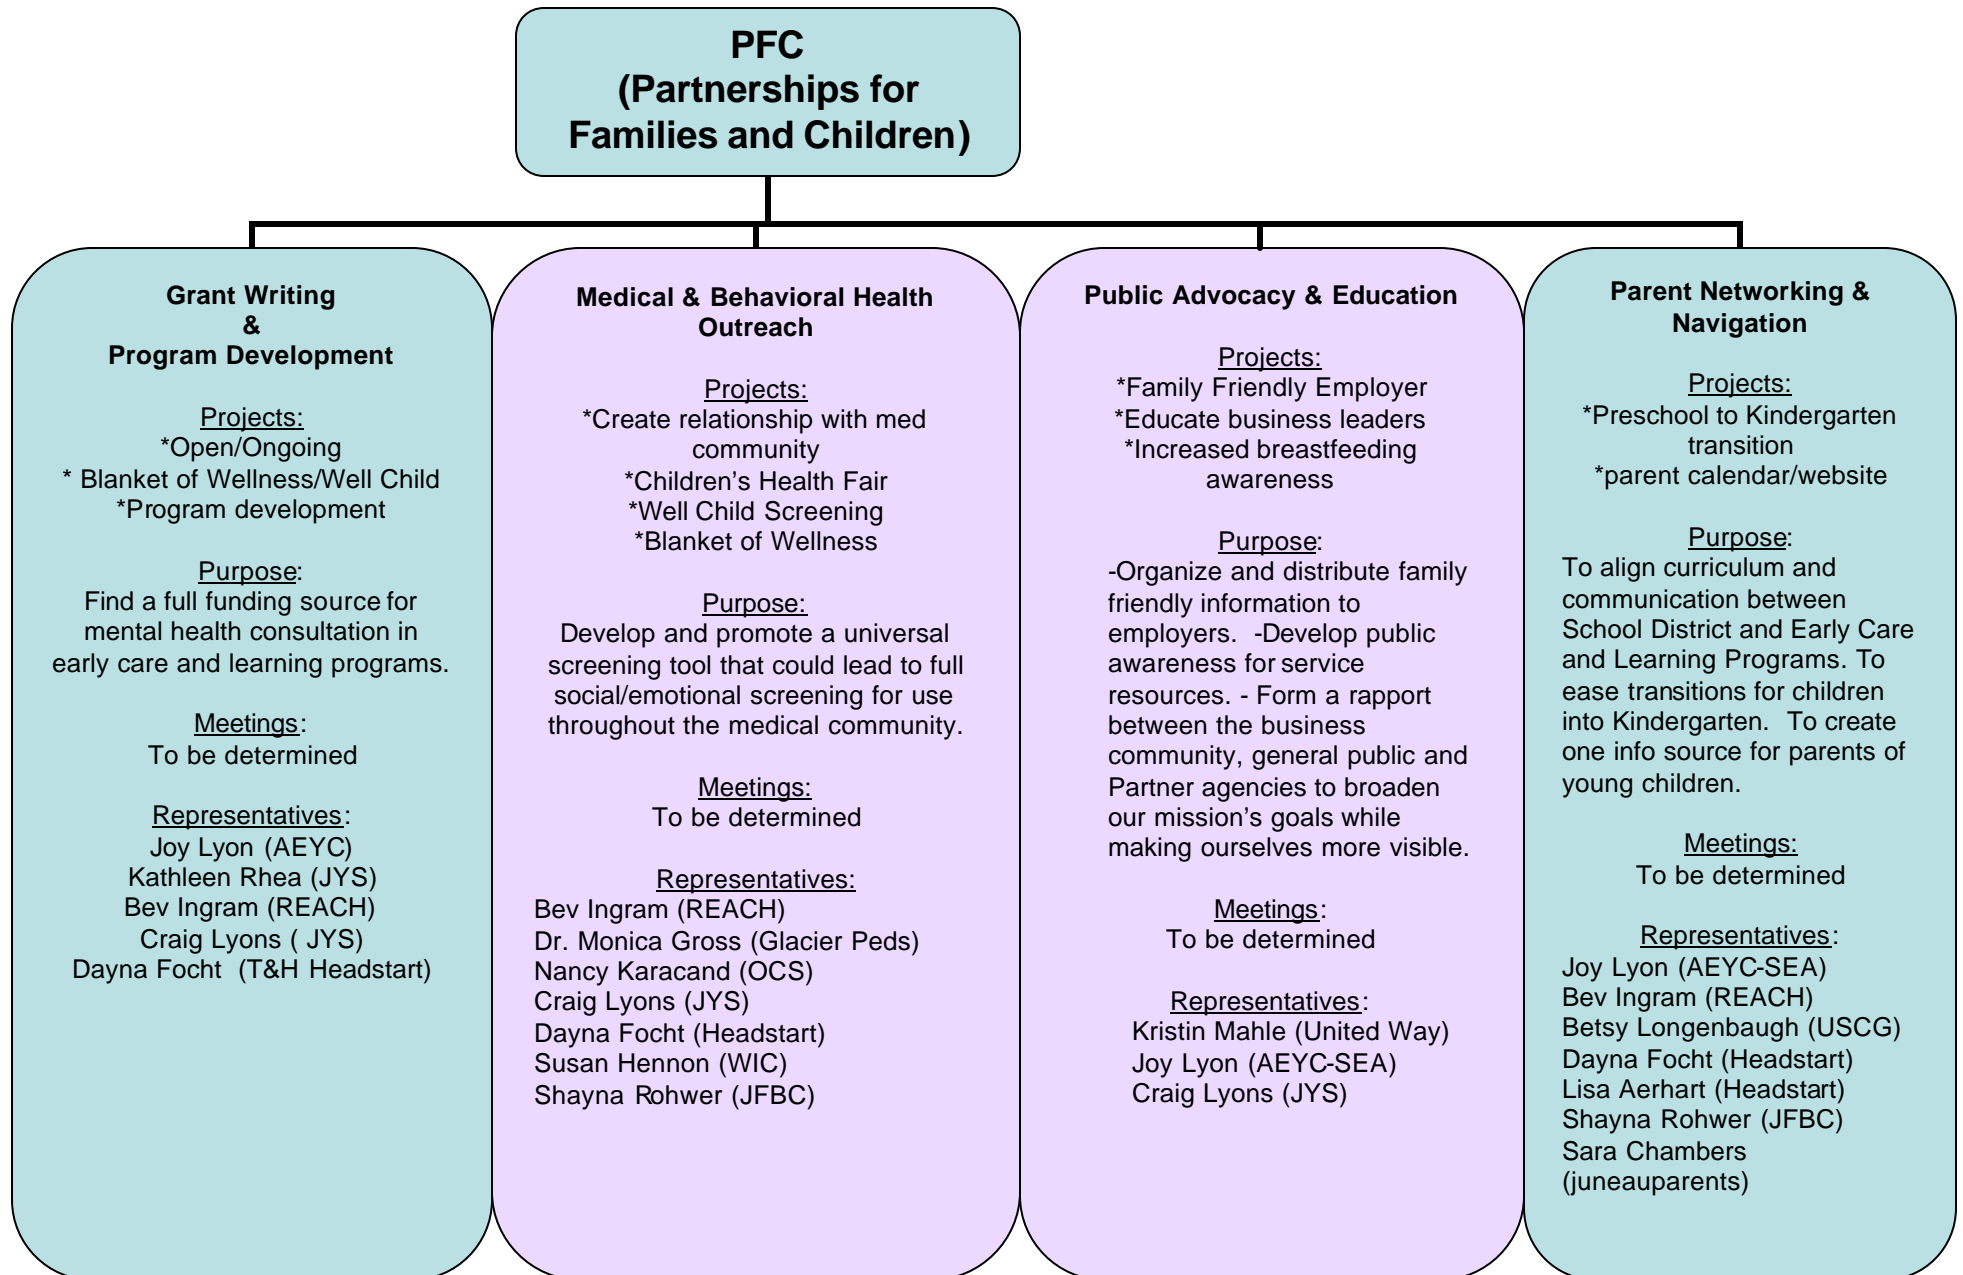 PFC
(Partnerships for
Families and Children)
Grant Writing
&
Program Development
Projects:
*Open/Ongoing
* Blanket of Wellness/Well Child
*Program development
Purpose:
Find a full funding source for
mental health consultation in
early care and learning programs.
Meetings:
To be determined
Representatives:
Joy Lyon (AEYC)
Kathleen Rhea (JYS)
Bev Ingram (REACH)
Craig Lyons ( JYS)
Dayna Focht  (T&H Headstart)
Medical & Behavioral Health
Outreach
Projects:
*Create relationship with med
community
*Children’s Health Fair
*Well Child Screening
*Blanket of Wellness
Purpose:
Develop and promote a universal
screening tool that could lead to full
social/emotional screening for use
throughout the medical community.
Meetings:
To be determined
Representatives:
Bev Ingram (REACH)
Dr. Monica Gross (Glacier Peds)
Nancy Karacand (OCS)
Craig Lyons (JYS)
Dayna Focht (Headstart)
Susan Hennon (WIC)
Shayna Rohwer (JFBC)
Public Advocacy & Education
Projects:
*Family Friendly Employer
*Educate business leaders
*Increased breastfeeding
awareness
Purpose:
-Organize and distribute family
friendly information to
employers.  -Develop public
awareness for service
resources. - Form a rapport
between the business
community, general public and
Partner agencies to broaden
our mission’s goals while
making ourselves more visible.
Meetings:
To be determined
Representatives:
Kristin Mahle (United Way)
Joy Lyon (AEYC-SEA)
Craig Lyons (JYS)
Parent Networking &
Navigation
Projects:
*Preschool to Kindergarten
transition
*parent calendar/website
Purpose:
To align curriculum and
communication between
School District and Early Care
and Learning Programs. To
ease transitions for children
into Kindergarten.  To create
one info source for parents of
young children.
Meetings:
To be determined
Representatives:
Joy Lyon (AEYC-SEA)
Bev Ingram (REACH)
Betsy Longenbaugh (USCG)
Dayna Focht (Headstart)
Lisa Aerhart (Headstart)
Shayna Rohwer (JFBC)
Sara Chambers
(juneauparents)